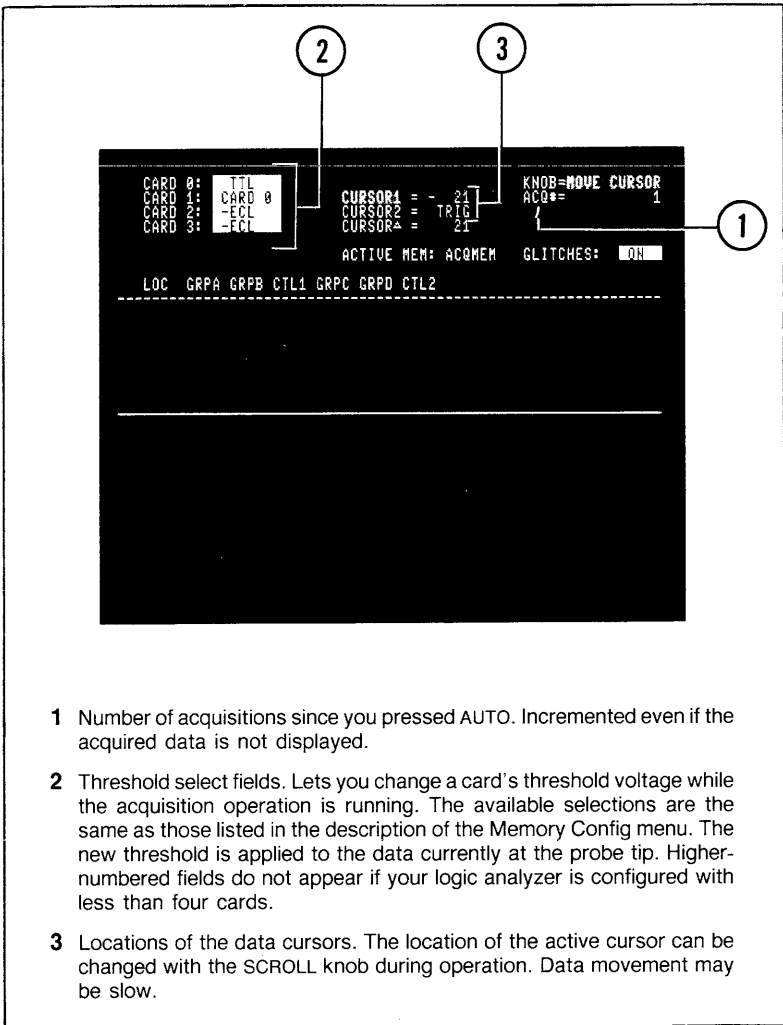 2 3
CARD 0: TTL
CARD 1: CARD 0
CARD 2: -ECL
CARD 3: -ECL
CURSOR1 = - 21
CURSOR2 = TRIG
CURSOR△ = 21
KNOB=MOVE CURSOR
ACQ#= 1
1
ACTIVE MEM: ACQMEM GLITCHES: ON
LOC GRPA GRPB CTL1 GRPC GRPD CTL2
1 Number of acquisitions since you pressed AUTO. Incremented even if the
acquired data is not displayed.
2 Threshold select fields. Lets you change a card's threshold voltage while
the acquisition operation is running. The available selections are the
same as those listed in the description of the Memory Config menu. The
new threshold is applied to the data currently at the probe tip. Higher-
numbered fields do not appear if your logic analyzer is configured with
less than four cards.
3 Locations of the data cursors. The location of the active cursor can be
changed with the SCROLL knob during operation. Data movement may
be slow.